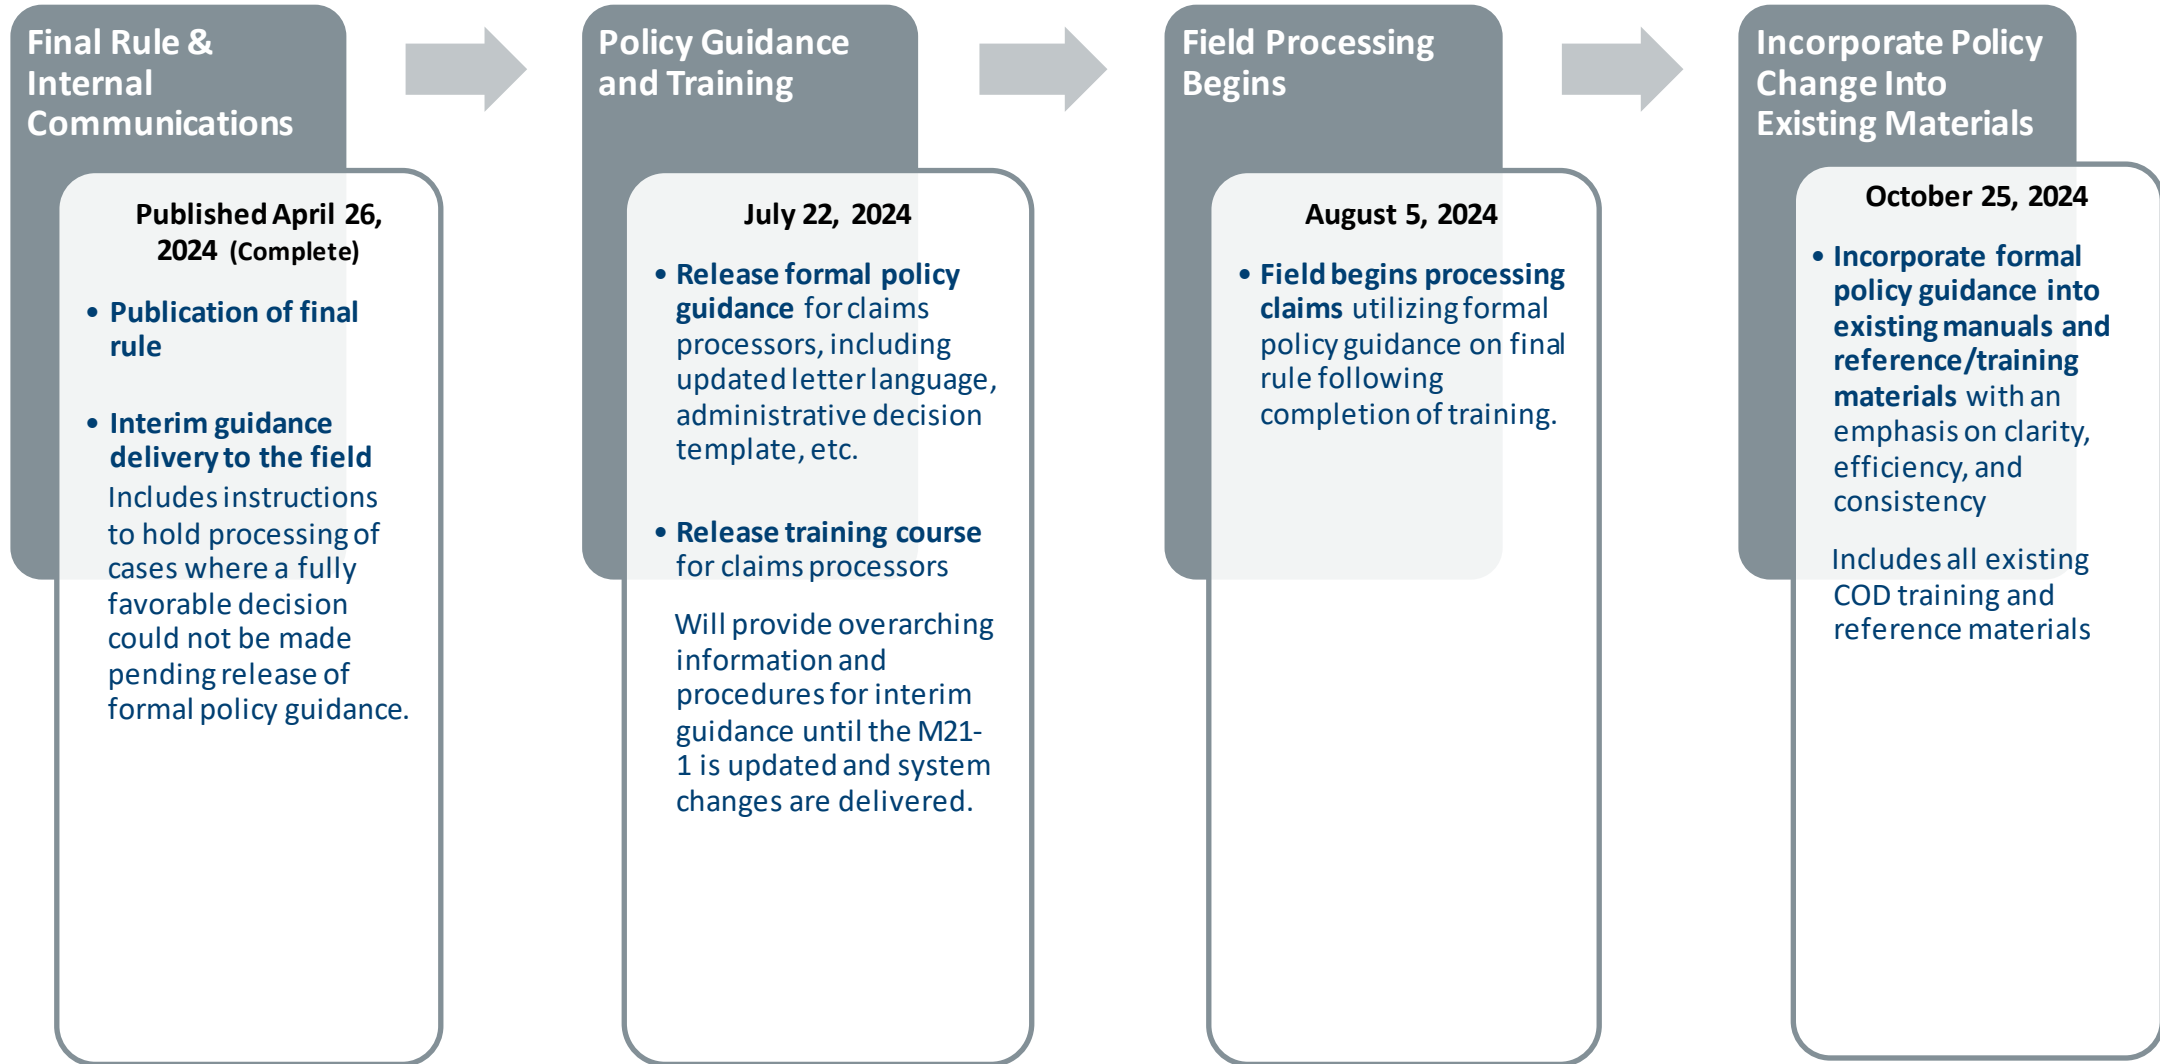 Final Rule &
Internal
Communications
Published April 26,
2024 (Complete)
• Publication of final
rule
• Interim guidance
delivery to the field
Includes instructions
to hold processing of
cases where a fully
favorable decision
could not be made
pending release of
formal policy guidance.
Policy Guidance
and Training
July 22, 2024
• Release formal policy
guidance for claims
processors, including
updated letter language,
administrative decision
template, etc.
• Release training course
for claims processors
Will provide overarching
information and
procedures for interim
guidance until the M21-
1 is updated and system
changes are delivered.
Field Processing
Begins
August 5, 2024
• Field begins processing
claims utilizing formal
policy guidance on final
rule following
completion of training.
Incorporate Policy
Change Into
Existing Materials
October 25, 2024
• Incorporate formal
policy guidance into
existing manuals and
reference/training
materials with an
emphasis on clarity,
efficiency, and
consistency
Includes all existing
COD training and
reference materials